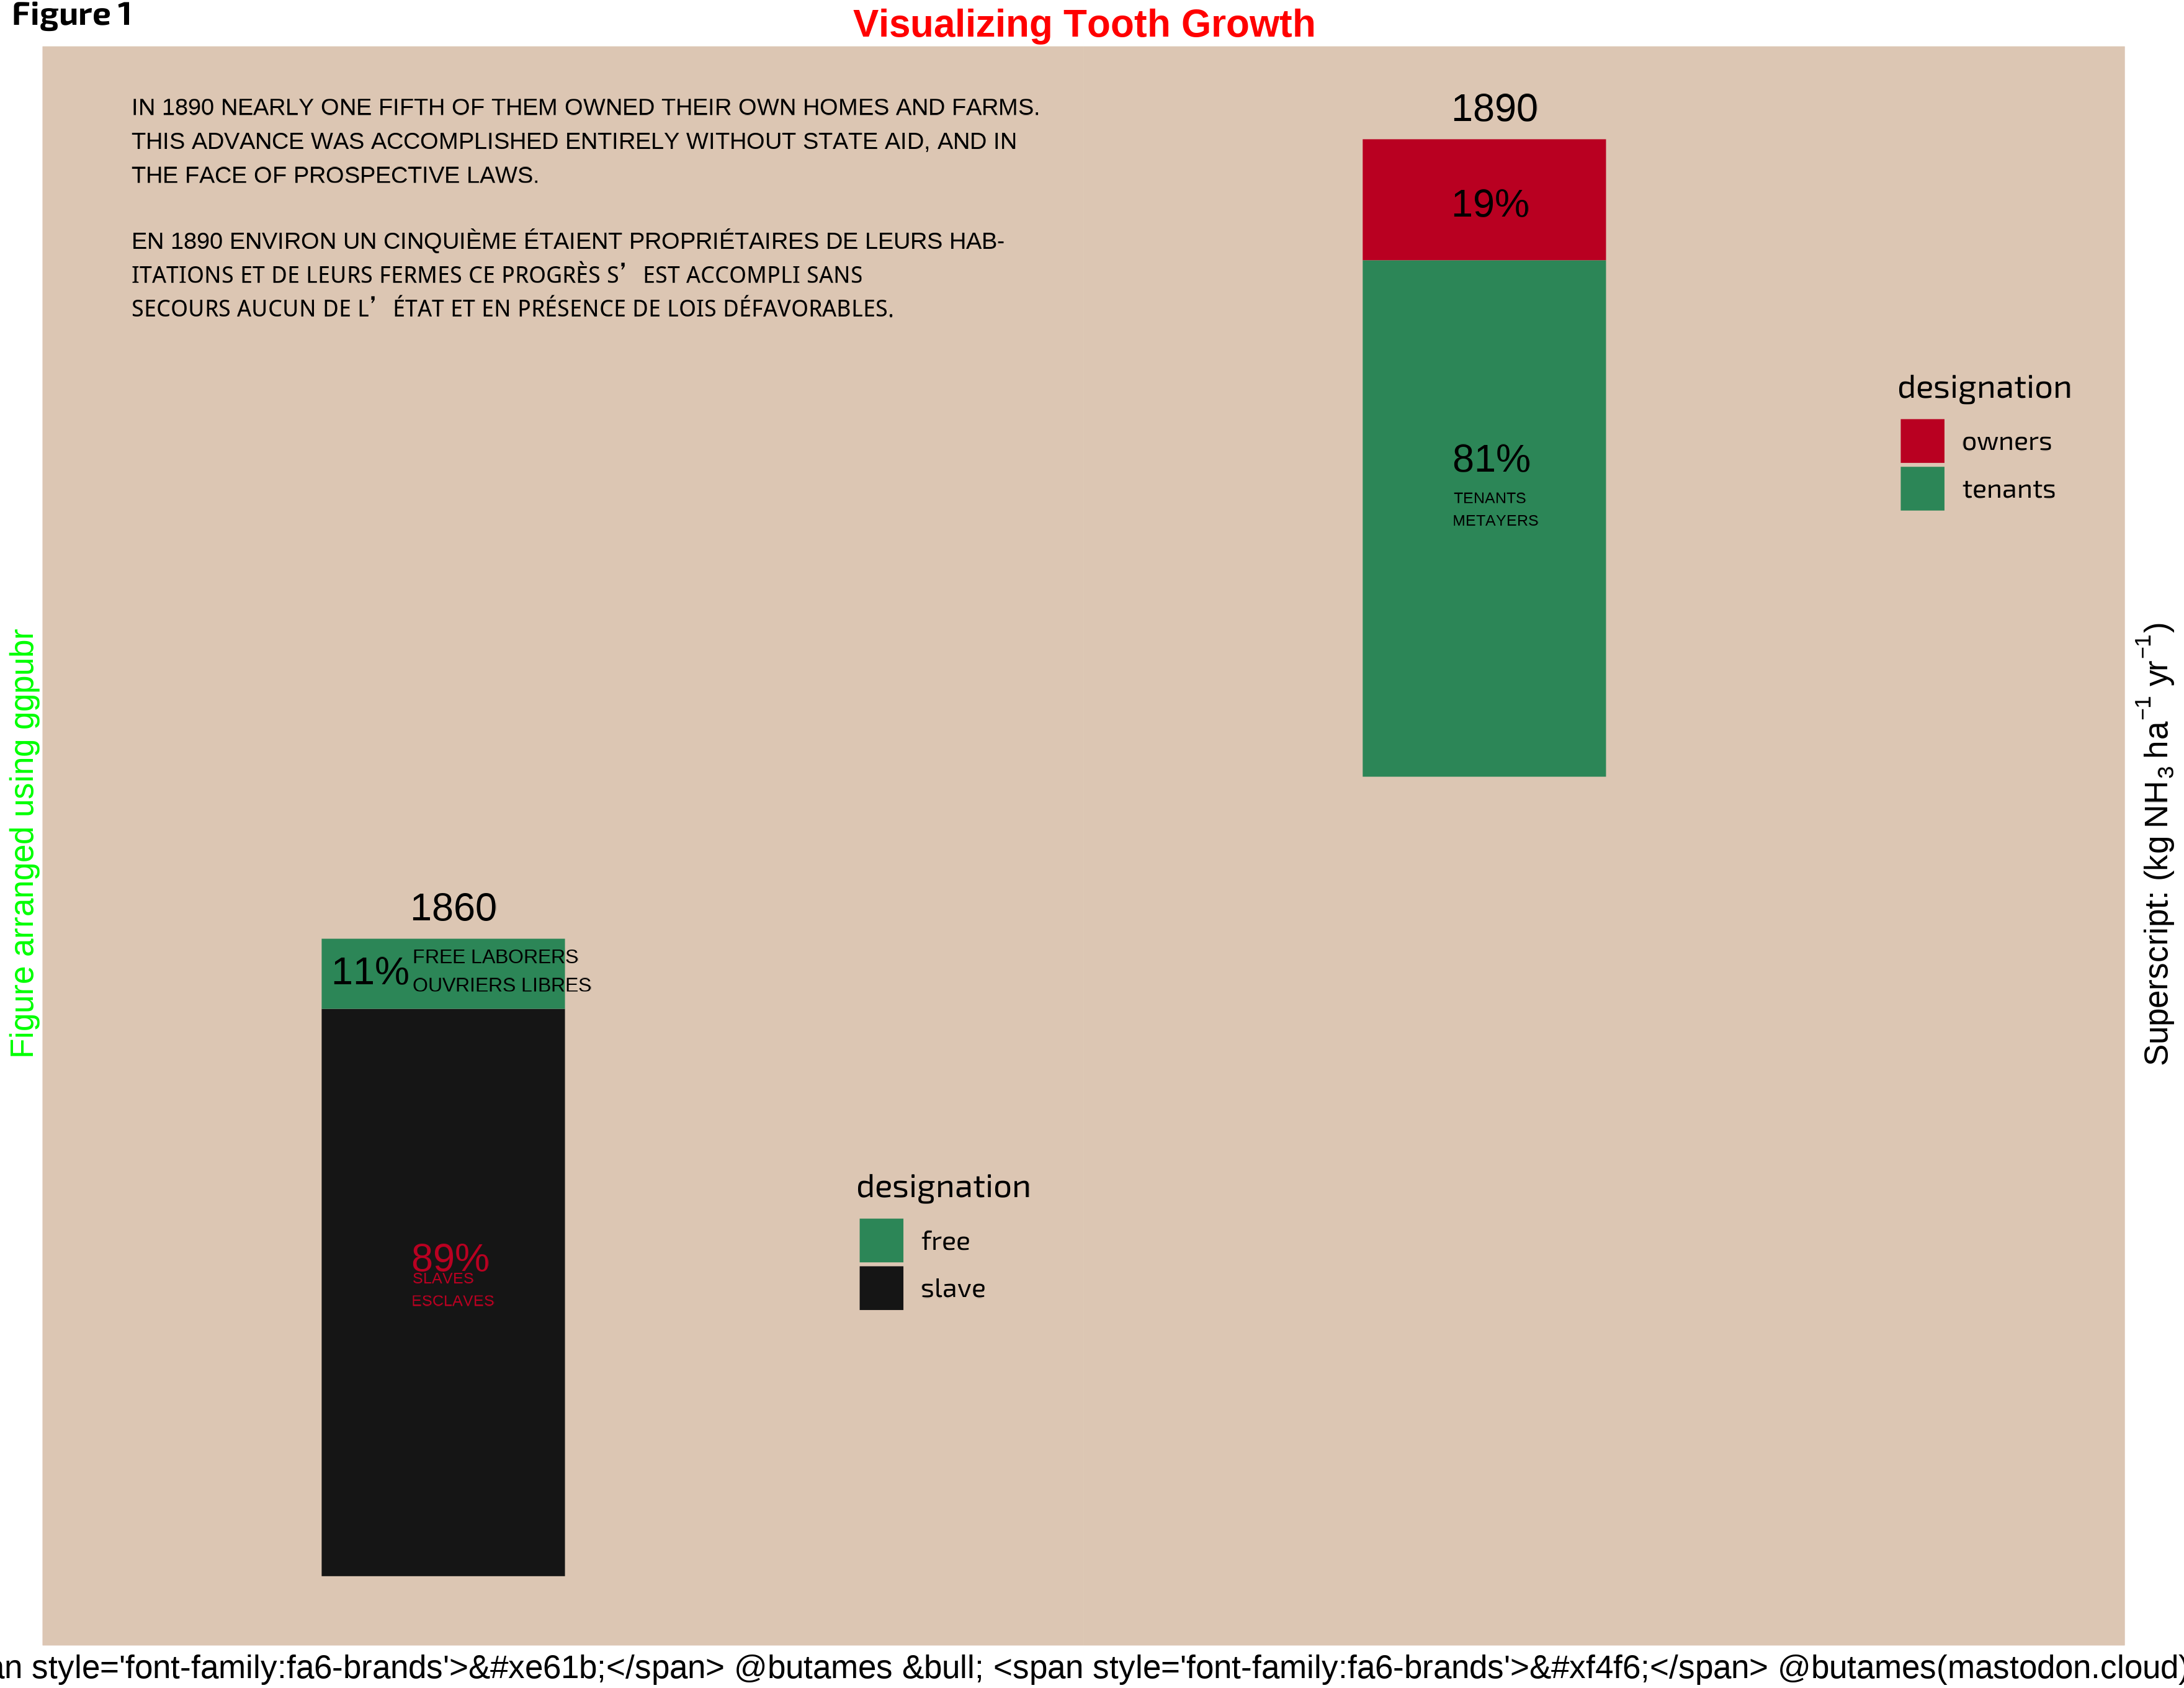 Figure 1
Visualizing Tooth Growth
IN 1890 NEARLY ONE FIFTH OF THEM OWNED THEIR OWN HOMES AND FARMS.
THIS ADVANCE WAS ACCOMPLISHED ENTIRELY WITHOUT STATE AID, AND IN
THE FACE OF PROSPECTIVE LAWS.
EN 1890 ENVIRON UN CINQUIÈME ÉTAIENT PROPRIÉTAIRES DE LEURS HAB-
ITATIONS ET DE LEURS FERMES CE PROGRÈS S’ EST ACCOMPLI SANS
SECOURS AUCUN DE L’ ÉTAT ET EN PRÉSENCE DE LOIS DÉFAVORABLES.
1890
19%
81%
TENANTS
METAYERS
designation
owners
tenants
Figure arranged using ggpubr
Superscript: (kg NH₃ ha⁻¹ yr⁻¹)
1860
11%
FREE LABORERS
OUVRIERS LIBRES
89%
SLAVES
ESCLAVES
designation
free
slave
an style='font-family:fa6-brands'>&#xe61b;</span> @butames &bull; <span style='font-family:fa6-brands'>&#xf4f6;</span> @butames(mastodon.cloud)